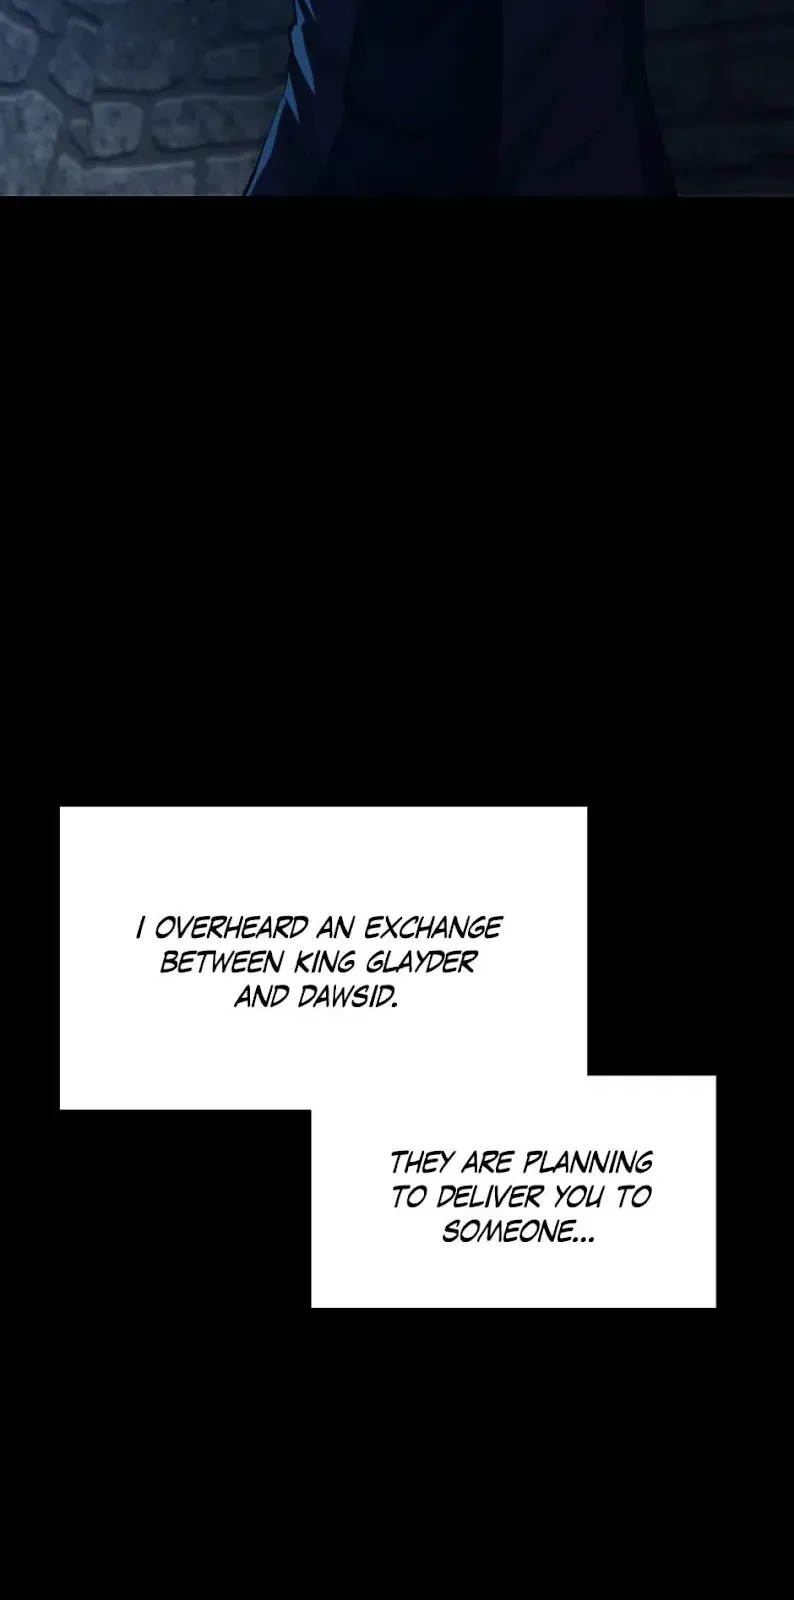 I OVERHEARD AN EXCHANGE
BETWEEN KING GLAYDER
AND DAWSID.
THEY ARE PLANNING
TO DELIVER YOU TO
SOMEONE...